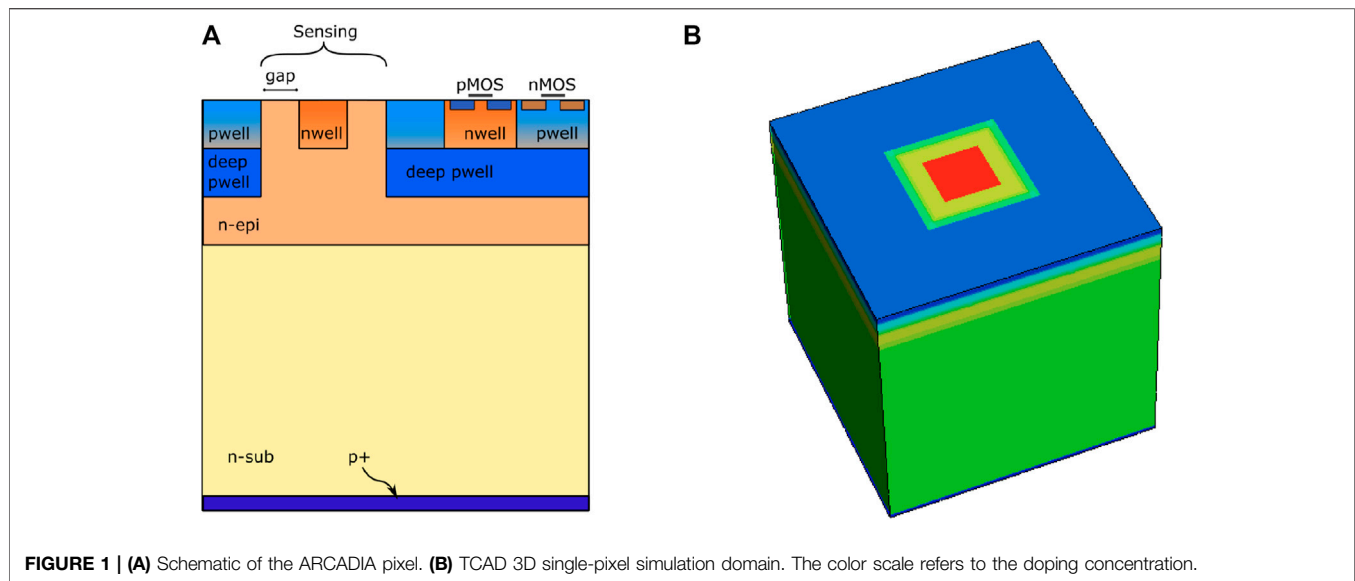 A
Sensing
gap
pMOS
nMOS
pwell
nwell
nwell
pwell
deep
pwell
deep pwell
n-epi
n-sub
p+
B
FIGURE 1 | (A) Schematic of the ARCADIA pixel. (B) TCAD 3D single-pixel simulation domain. The color scale refers to the doping concentration.